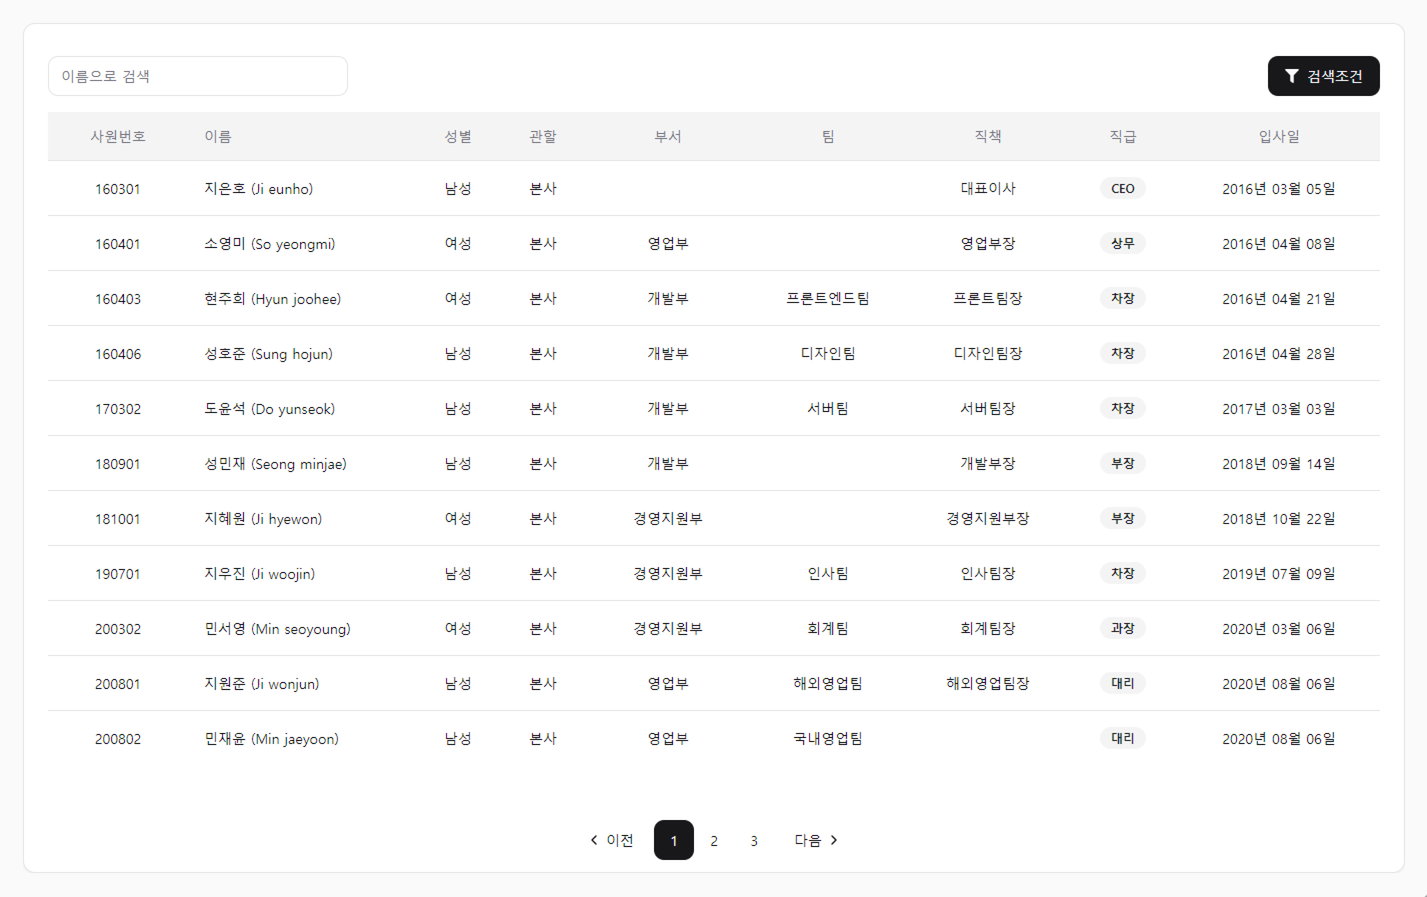 이름으로 검색 검색조건
사원번호 이름 성별 관할 부서 팀 직책 직급 입사일
160301 지은호 (Ji eunho) 남성 본사 대표이사 CEO 2016년 03월 05일
160401 소영미 (So yeongmi) 여성 본사 영업부 영업부장 상무 2016년 04월 08일
160403 현주희 (Hyun joohee) 여성 본사 개발부 프론트엔드팀 프론트팀장 차장 2016년 04월 21일
160406 성호준 (Sung hojun) 남성 본사 개발부 디자인팀 디자인팀장 차장 2016년 04월 28일
170302 도윤석 (Do yunseok) 남성 본사 개발부 서버팀 서버팀장 차장 2017년 03월 03일
180901 성민재 (Seong minjae) 남성 본사 개발부 개발부장 부장 2018년 09월 14일
181001 지혜원 (Ji hyewon) 여성 본사 경영지원부 경영지원부장 부장 2018년 10월 22일
190701 지우진 (Ji woojin) 남성 본사 경영지원부 인사팀 인사팀장 차장 2019년 07월 09일
200302 민서영 (Min seoyoung) 여성 본사 경영지원부 회계팀 회계팀장 과장 2020년 03월 06일
200801 지원준 (Ji wonjun) 남성 본사 영업부 해외영업팀 해외영업팀장 대리 2020년 08월 06일
200802 민재윤 (Min jaeyoon) 남성 본사 영업부 국내영업팀 대리 2020년 08월 06일
이전 1 2 3 다음